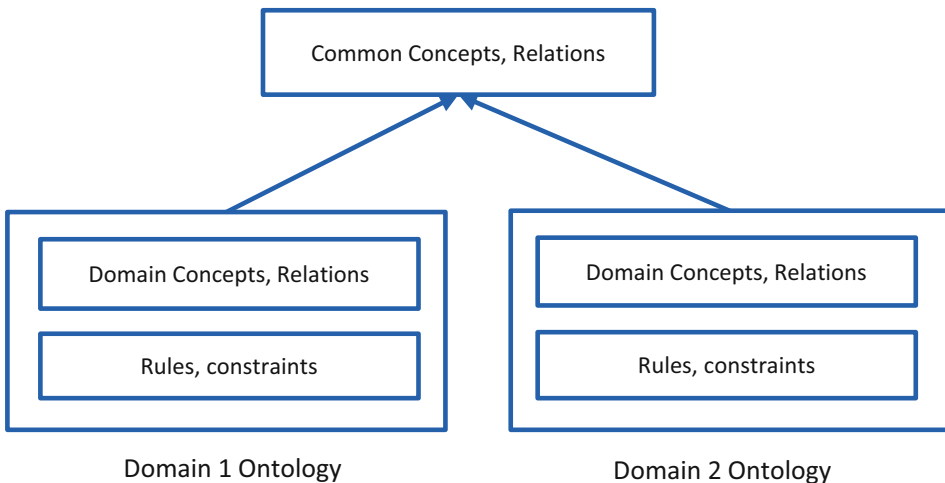 Common Concepts, Relations
Domain Concepts, Relations
Rules, constraints
Domain 1 Ontology
Domain Concepts, Relations
Rules, constraints
Domain 2 Ontology